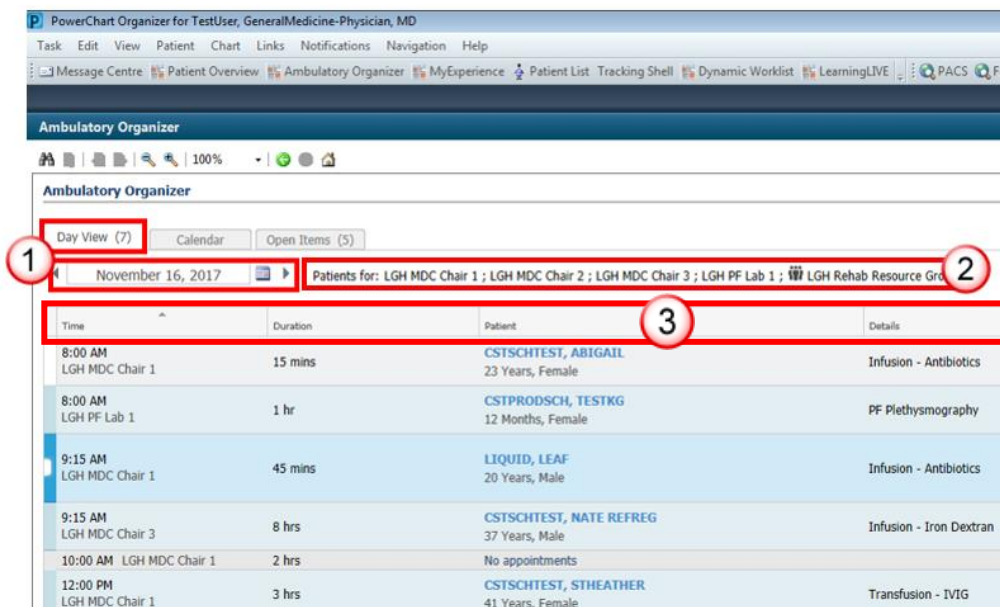 PowerChart Organizer for TestUser, GeneralMedicine-Physician, MD
Task Edit View Patient Chart Links Notifications Navigation Help
Message Centre Patient Overview Ambulatory Organizer MyExperience Patient List Tracking Shell Dynamic Worklist LearningLIVE PACS
Ambulatory Organizer
100%
Ambulatory Organizer
Day View (7) Calendar Open Items (5)
1 November 16, 2017 Patients for: LGH MDC Chair 1 ; LGH MDC Chair 2 ; LGH MDC Chair 3 ; LGH PF Lab 1 ; LGH Rehab Resource Gro 2
Time Duration Patient 3 Details
8:00 AM
LGH MDC Chair 1
15 mins
CSTSCHTEST, ABIGAIL
23 Years, Female
Infusion - Antibiotics
8:00 AM
LGH PF Lab 1
1 hr
CSTPRODSCH, TESTKG
12 Months, Female
PF Plethysmography
9:15 AM
LGH MDC Chair 1
45 mins
LIQUID, LEAF
20 Years, Male
Infusion - Antibiotics
9:15 AM
LGH MDC Chair 3
8 hrs
CSTSCHTEST, NATE REFREG
37 Years, Male
Infusion - Iron Dextran
10:00 AM LGH MDC Chair 1 2 hrs No appointments
12:00 PM
LGH MDC Chair 1
3 hrs
CSTSCHTEST, STHEATHER
41 Years, Female
Transfusion - IVIG